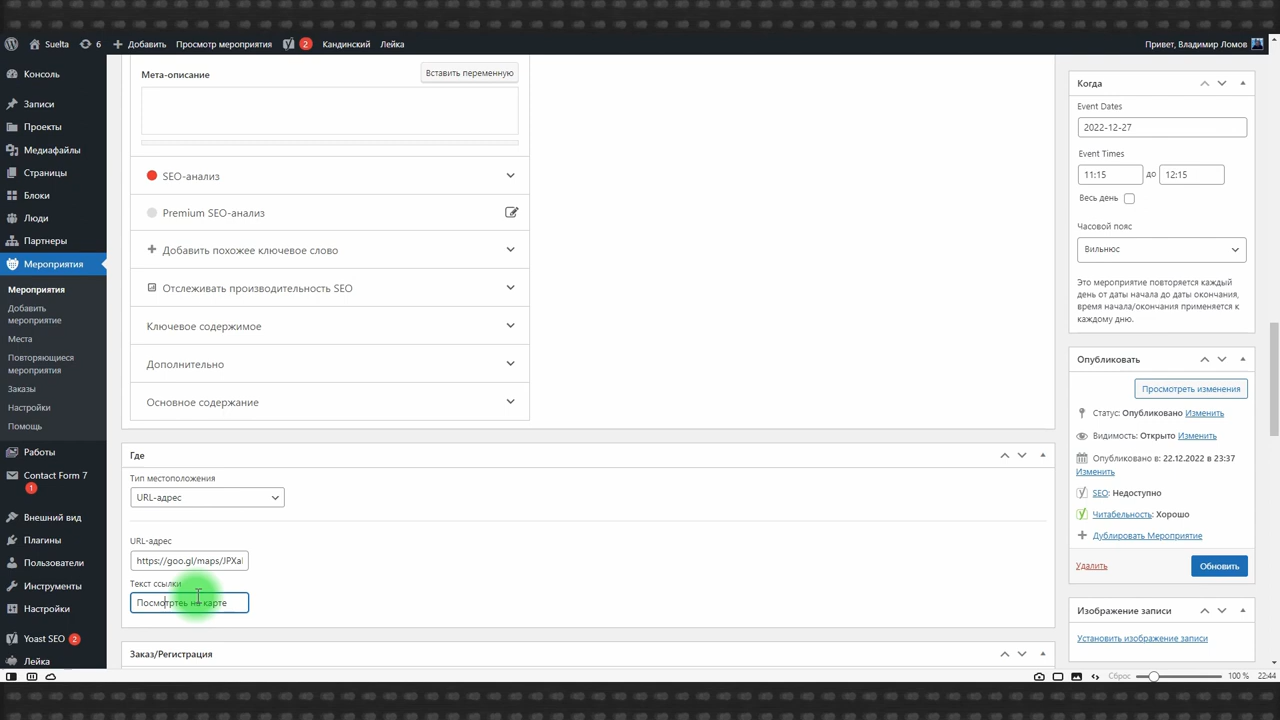 Suelta
6
Добавить
Просмотр мероприятия
2
Кандинский
Лейка
Привет, Владимир Ломов
Консоль
Записи
Проекты
Медиафайлы
Страницы
Блоки
Люди
Партнеры
Мероприятия
Мероприятия
Добавить
мероприятие
Места
Повторяющиеся
мероприятия
Заказы
Настройки
Помощь
Работы
Contact Form 7
1
Внешний вид
Плагины
Пользователи
Инструменты
Настройки
Yoast SEO 2
Лейка
Мета-описание
Вставить переменную
SEO-анализ
Premium SEO-анализ
Добавить похожее ключевое слово
Отслеживать производительность SEO
Ключевое содержимое
Дополнительно
Основное содержание
Где
Тип местоположения
URL-адрес
URL-адрес
https://goo.gl/maps/JPXa
Текст ссылки
Посмотртеь на карте
Заказ/Регистрация
Когда
Event Dates
2022-12-27
Event Times
11:15 до 12:15
Весь день
Часовой пояс
Вильнюс
Это мероприятие повторяется каждый
день от даты начала до даты окончания,
время начала/окончания применяется к
каждому дню.
Опубликовать
Просмотреть изменения
Статус: Опубликовано Изменить
Видимость: Открыто Изменить
Опубликовано в: 22.12.2022 в 23:37
Изменить
SEO: Недоступно
Читабельность: Хорошо
Дублировать Мероприятие
Удалить
Обновить
Изображение записи
Установить изображение записи
Сброс
100 %
22:44